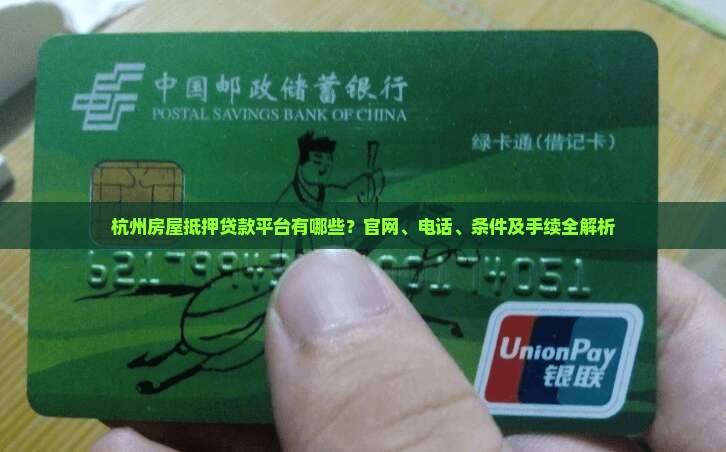 中国邮政储蓄银行
POSTAL SAVINGS BANK OF CHINA
绿卡通(借记卡)
杭州房屋抵押贷款平台有哪些？官网、电话、条件及手续全解析
UnionPay
银联